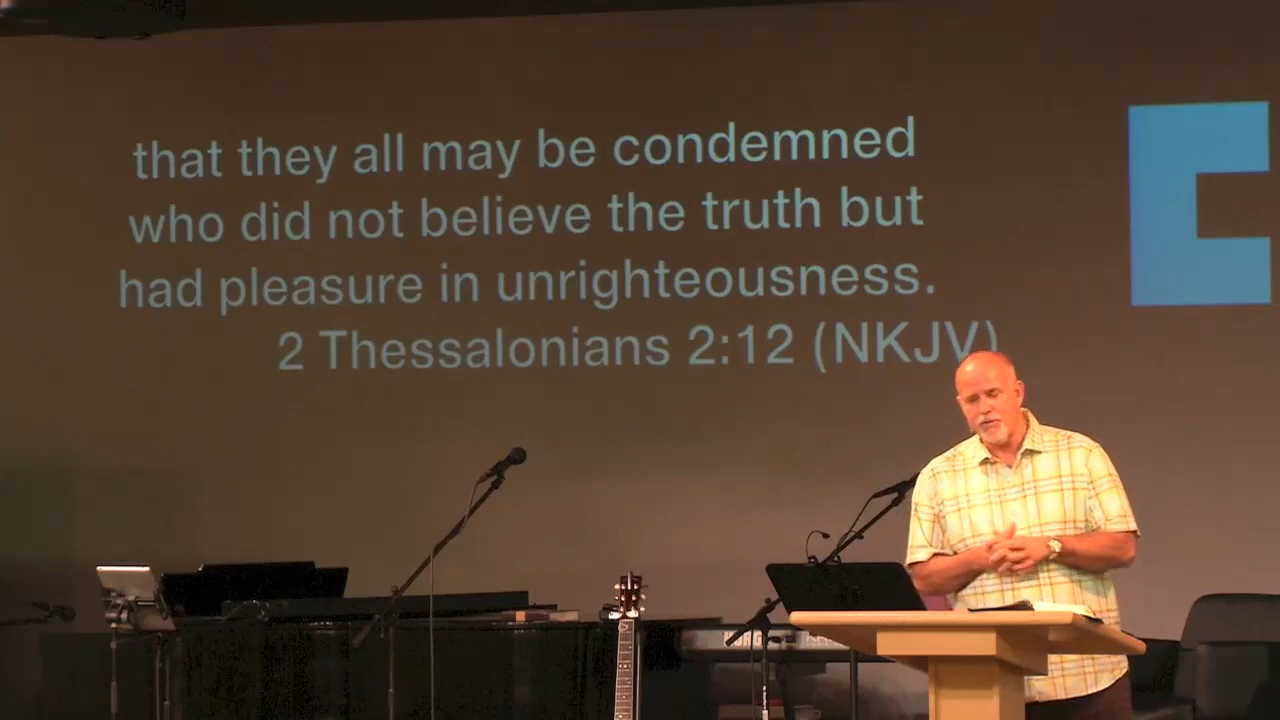 that they all may be condemned
who did not believe the truth but
had pleasure in unrighteousness.
2 Thessalonians 2:12 (NKJV)